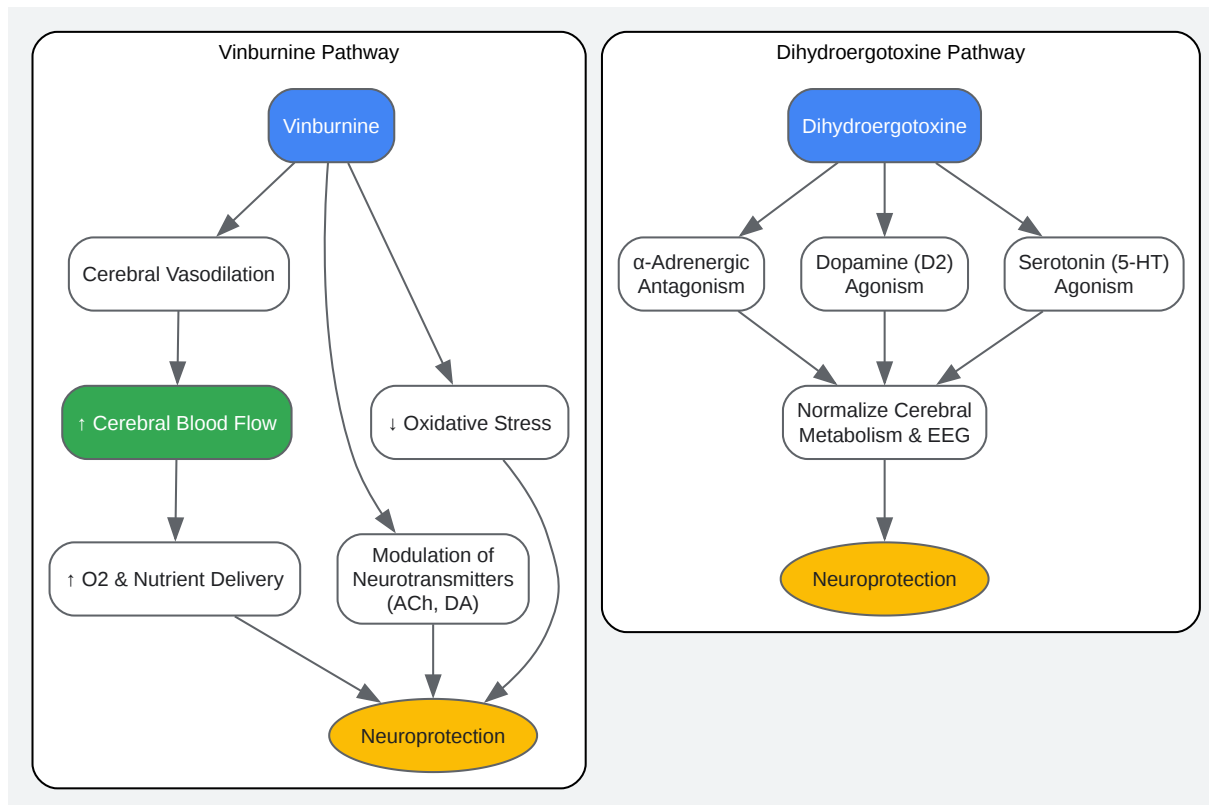 Vinburnine Pathway
Vinburnine
Cerebral Vasodilation
↑ Cerebral Blood Flow
↓ Oxidative Stress
↑ O2 & Nutrient Delivery
Modulation of
Neurotransmitters
(ACh, DA)
Neuroprotection
Dihydroergotoxine Pathway
Dihydroergotoxine
α-Adrenergic
Antagonism
Dopamine (D2)
Agonism
Serotonin (5-HT)
Agonism
Normalize Cerebral
Metabolism & EEG
Neuroprotection